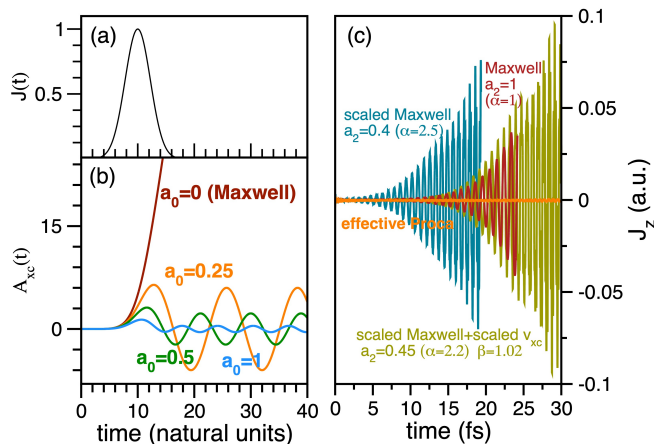 (a)
J(t)
1
0.5
(b)
a₀=0 (Maxwell)
a₀=0.25
a₀=0.5
a₀=1
A_xc(t)
15
0
0 10 20 30 40
time (natural units)
(c)
Maxwell
a₂=1
(α=1)
scaled Maxwell
a₂=0.4 (α=2.5)
effective Proca
scaled Maxwell+scaled v_xc
a₂=0.45 (α=2.2) β=1.02
0.1
0.05
0
-0.05
-0.1
J_z (a.u.)
0 5 10 15 20 25 30
time (fs)